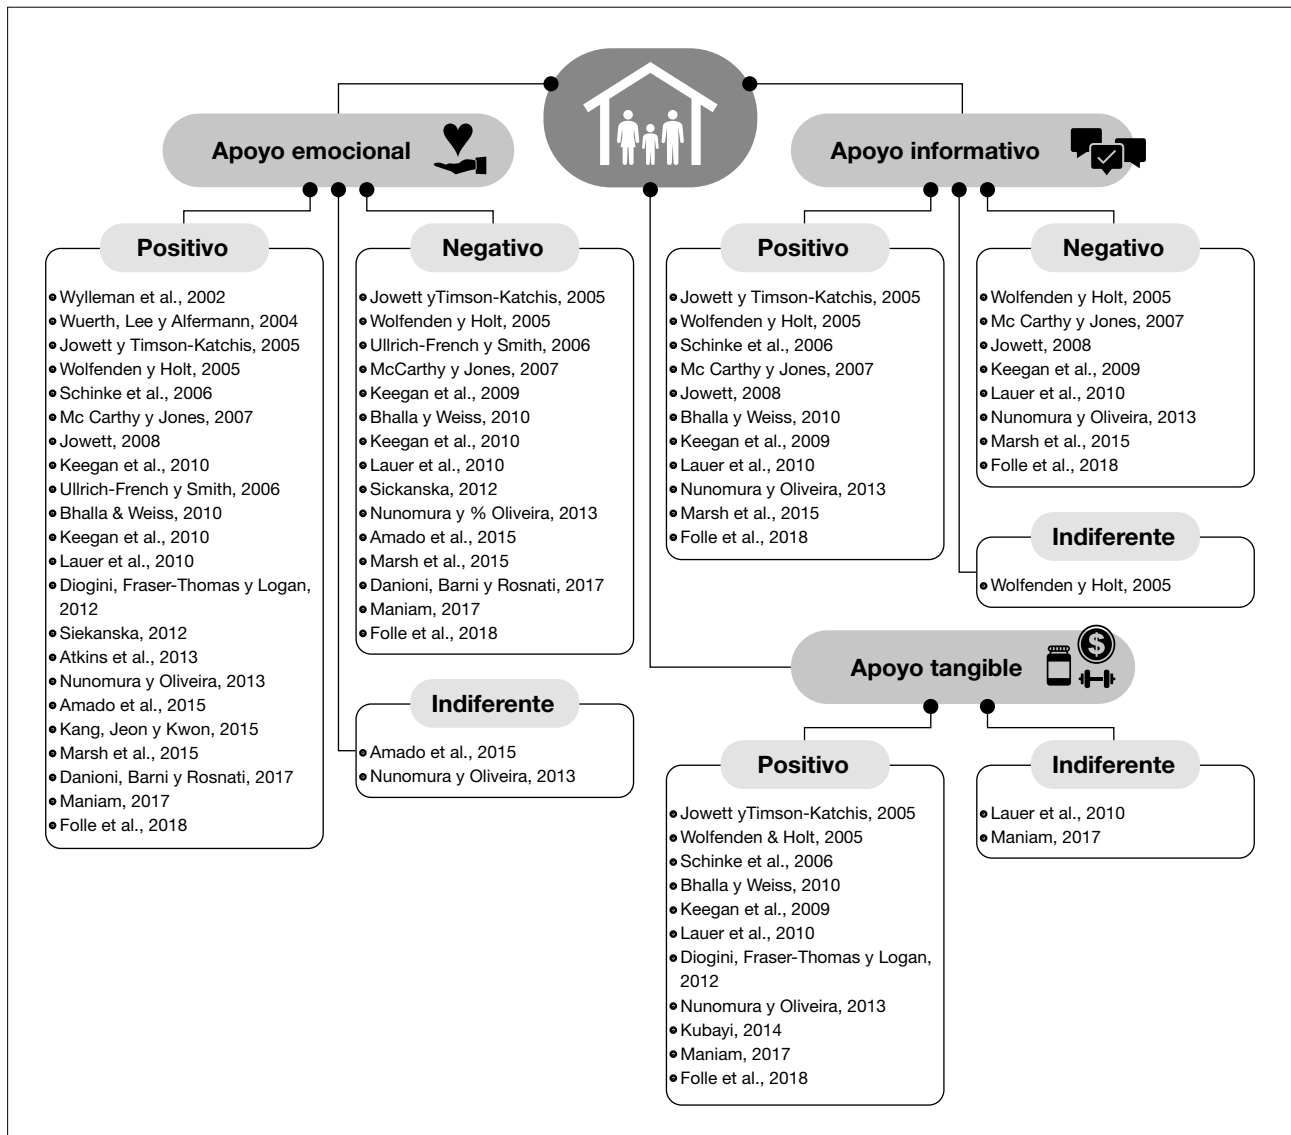 Apoyo emocional
Positivo
Wylleman et al., 2002
Wuerth, Lee y Alfermann, 2004
Jowett y Timson-Katchis, 2005
Wolfenden y Holt, 2005
Schinke et al., 2006
Mc Carthy y Jones, 2007
Jowett, 2008
Keegan et al., 2010
Ullrich-French y Smith, 2006
Bhalla & Weiss, 2010
Keegan et al., 2010
Lauer et al., 2010
Diogini, Fraser-Thomas y Logan,
2012
Siekanska, 2012
Atkins et al., 2013
Nunomura y Oliveira, 2013
Amado et al., 2015
Kang, Jeon y Kwon, 2015
Marsh et al., 2015
Danioni, Barni y Rosnati, 2017
Maniam, 2017
Folle et al., 2018
Negativo
Jowett yTimson-Katchis, 2005
Wolfenden y Holt, 2005
Ullrich-French y Smith, 2006
McCarthy y Jones, 2007
Keegan et al., 2009
Bhalla y Weiss, 2010
Keegan et al., 2010
Lauer et al., 2010
Sickanska, 2012
Nunomura y % Oliveira, 2013
Amado et al., 2015
Marsh et al., 2015
Danioni, Barni y Rosnati, 2017
Maniam, 2017
Folle et al., 2018
Indiferente
Amado et al., 2015
Nunomura y Oliveira, 2013
Apoyo informativo
Positivo
Jowett y Timson-Katchis, 2005
Wolfenden y Holt, 2005
Schinke et al., 2006
Mc Carthy y Jones, 2007
Jowett, 2008
Bhalla y Weiss, 2010
Keegan et al., 2009
Lauer et al., 2010
Nunomura y Oliveira, 2013
Marsh et al., 2015
Folle et al., 2018
Negativo
Wolfenden y Holt, 2005
Mc Carthy y Jones, 2007
Jowett, 2008
Keegan et al., 2009
Lauer et al., 2010
Nunomura y Oliveira, 2013
Marsh et al., 2015
Folle et al., 2018
Indiferente
Wolfenden y Holt, 2005
Apoyo tangible
$
Positivo
Jowett yTimson-Katchis, 2005
Wolfenden & Holt, 2005
Schinke et al., 2006
Bhalla y Weiss, 2010
Keegan et al., 2009
Lauer et al., 2010
Diogini, Fraser-Thomas y Logan,
2012
Nunomura y Oliveira, 2013
Kubayi, 2014
Maniam, 2017
Folle et al., 2018
Indiferente
Lauer et al., 2010
Maniam, 2017